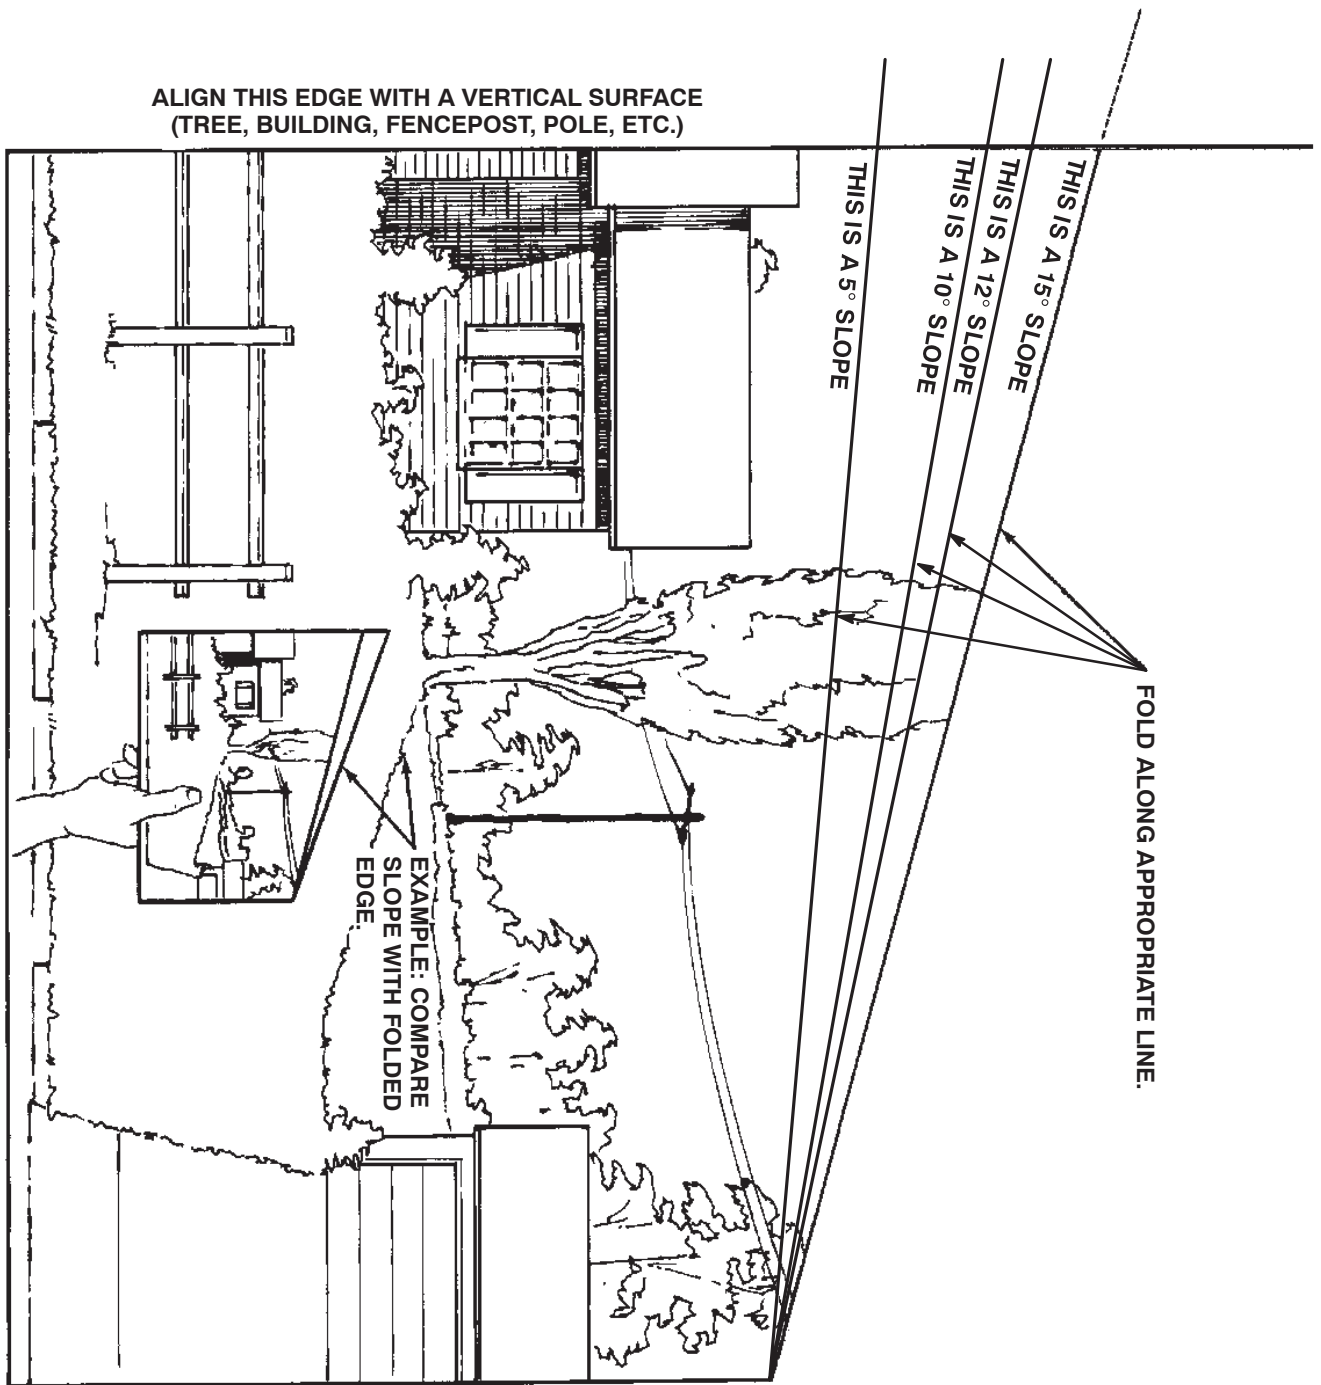 ALIGN THIS EDGE WITH A VERTICAL SURFACE
(TREE, BUILDING, FENCEPOST, POLE, ETC.)
THIS IS A 5° SLOPE
THIS IS A 10° SLOPE
THIS IS A 12° SLOPE
THIS IS A 15° SLOPE
FOLD ALONG APPROPRIATE LINE.
EXAMPLE: COMPARE
SLOPE WITH FOLDED
EDGE.